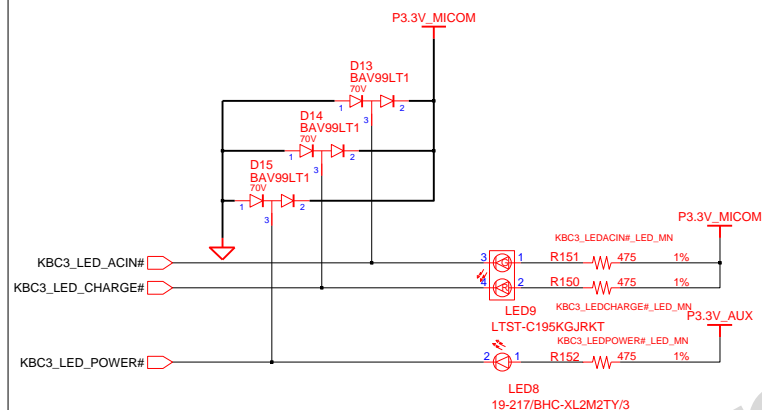 P3.3V_MICOM
D13
BAV99LT1
70V
1
2
3
D14
BAV99LT1
70V
1
2
3
D15
BAV99LT1
70V
1
2
3
P3.3V_MICOM
KBC3_LEDACIN#_LED_MN
KBC3_LED_ACIN#
3
1
R151
475
1%
G
KBC3_LED_CHARGE#
4
2
R150
475
1%
R
LED9
LTST-C195KGJRKT
KBC3_LEDCHARGE#_LED_MN
P3.3V_AUX
KBC3_LEDPOWER#_LED_MN
KBC3_LED_POWER#
2
1
R152
475
1%
LED8
19-217/BHC-XL2M2TY/3